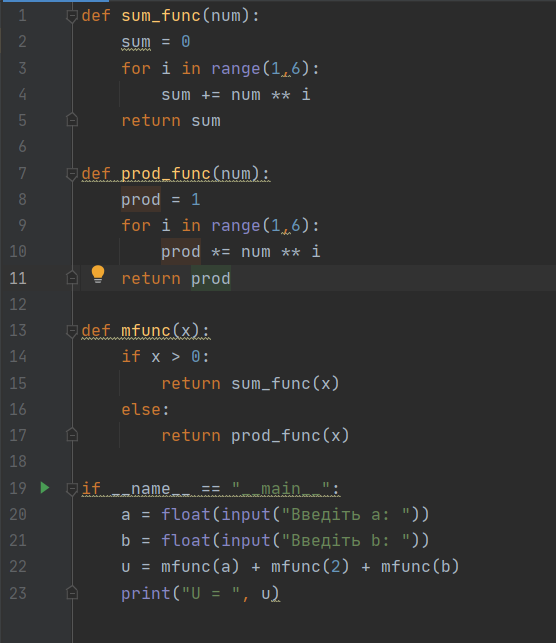 1 def sum_func(num):
2     sum = 0
3     for i in range(1,6):
4         sum += num ** i
5     return sum
6
7 def prod_func(num):
8     prod = 1
9     for i in range(1,6):
10         prod *= num ** i
11     return prod
12
13 def mfunc(x):
14     if x > 0:
15         return sum_func(x)
16     else:
17         return prod_func(x)
18
19 if __name__ == "__main__":
20     a = float(input("Введіть a: "))
21     b = float(input("Введіть b: "))
22     u = mfunc(a) + mfunc(2) + mfunc(b)
23     print("U = ", u)